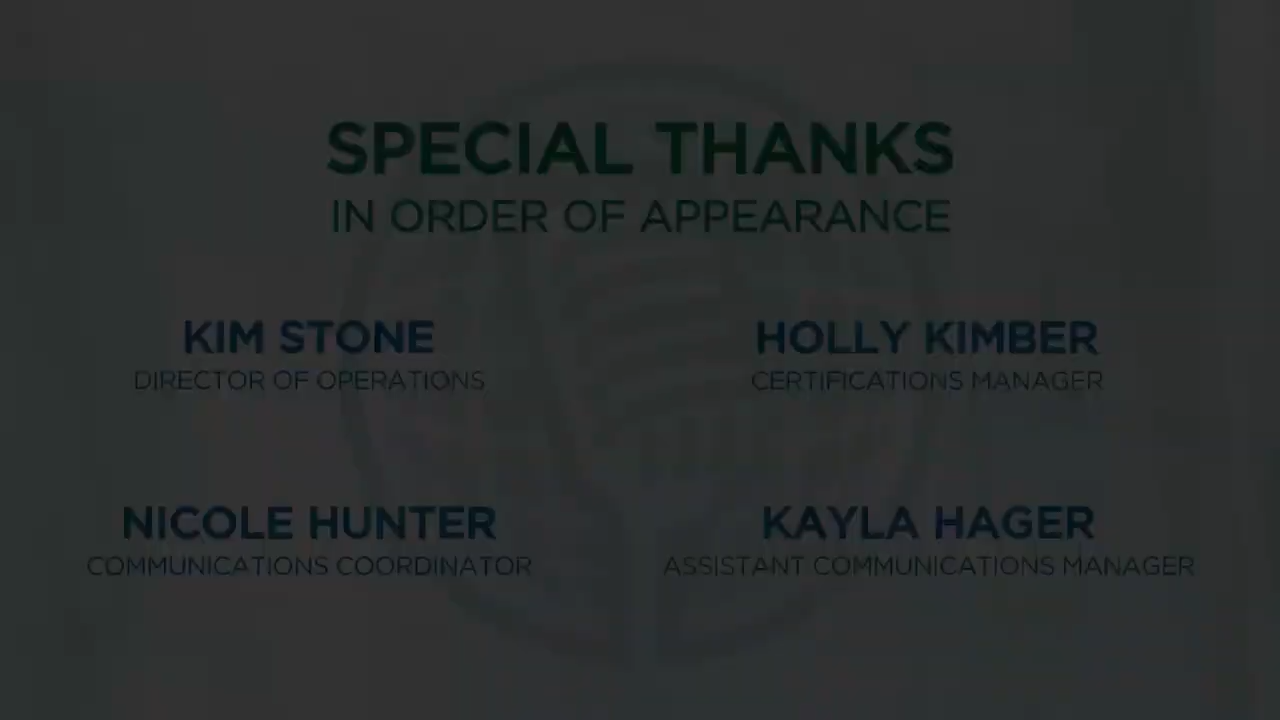 SPECIAL THANKS
IN ORDER OF APPEARANCE
KIM STONE
DIRECTOR OF OPERATIONS
HOLLY KIMBER
CERTIFICATIONS MANAGER
NICOLE HUNTER
COMMUNICATIONS COORDINATOR
KAYLA HAGER
ASSISTANT COMMUNICATIONS MANAGER